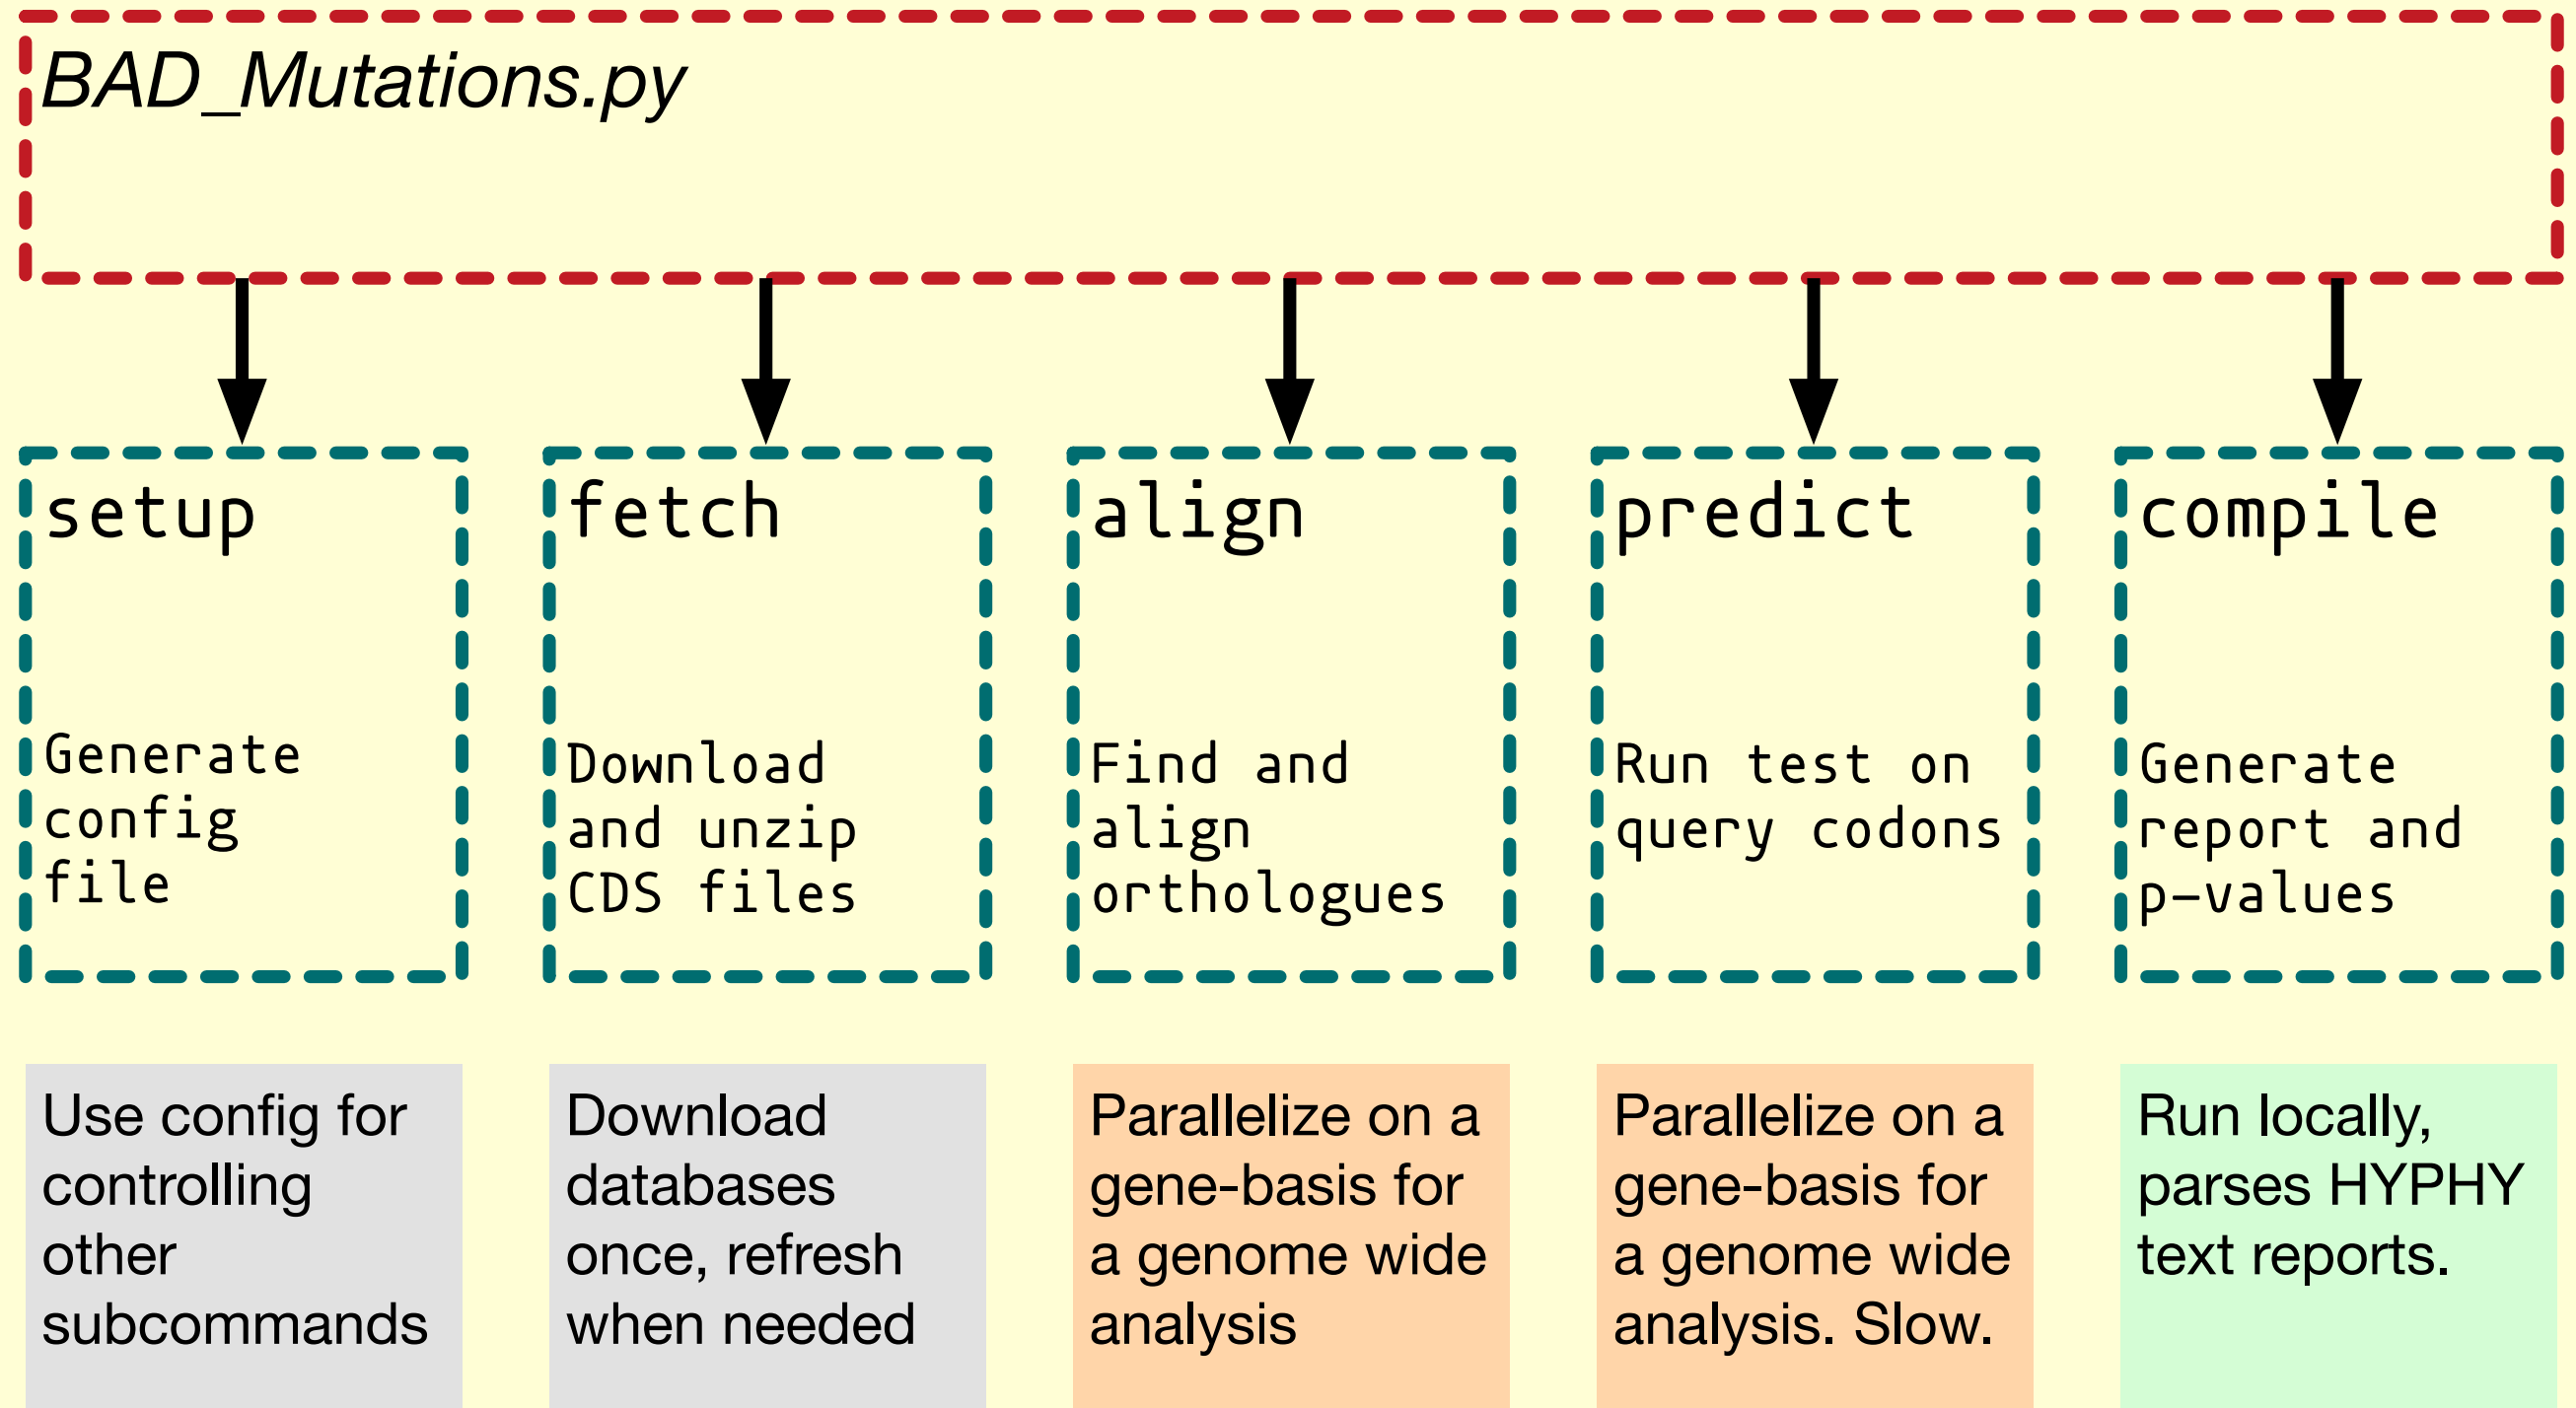 BAD_Mutations.py
setup
Generate
config
file
fetch
Download
and unzip
CDS files
align
Find and
align
orthologues
predict
Run test on
query codons
compile
Generate
report and
p-values
Use config for
controlling
other
subcommands
Download
databases
once, refresh
when needed
Parallelize on a
gene-basis for
a genome wide
analysis
Parallelize on a
gene-basis for
a genome wide
analysis. Slow.
Run locally,
parses HYPHY
text reports.